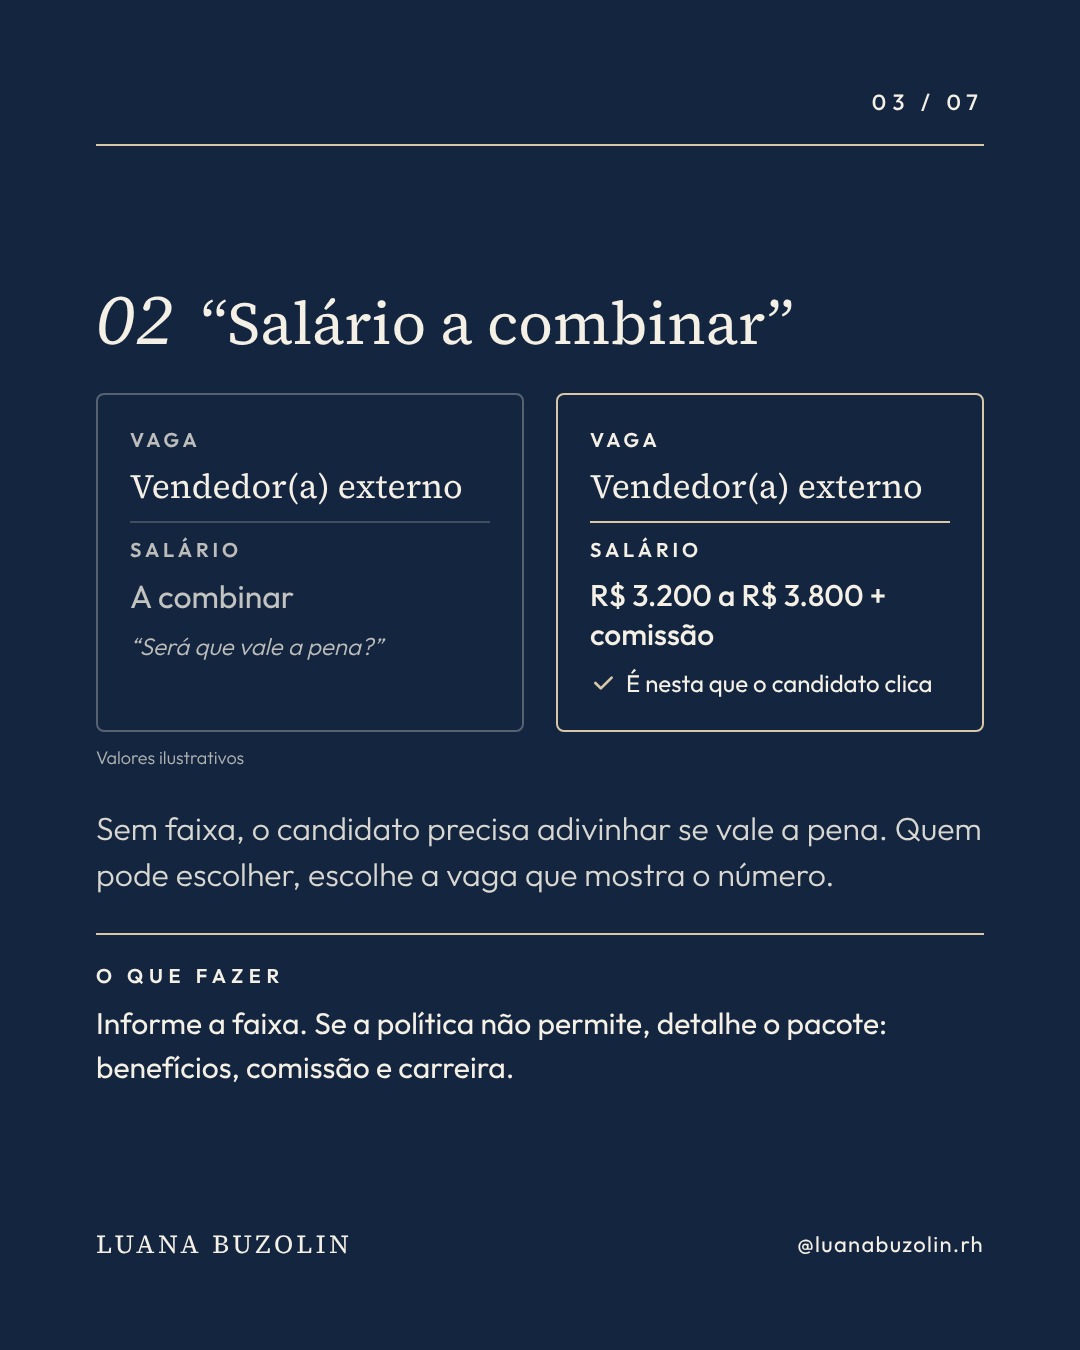 03 / 07
02 “Salário a combinar”
VAGA
Vendedor(a) externo
SALÁRIO
A combinar
“Será que vale a pena?”
VAGA
Vendedor(a) externo
SALÁRIO
R$ 3.200 a R$ 3.800 +
comissão
✓ É nesta que o candidato clica
Valores ilustrativos
Sem faixa, o candidato precisa adivinhar se vale a pena. Quem
pode escolher, escolhe a vaga que mostra o número.
O QUE FAZER
Informe a faixa. Se a política não permite, detalhe o pacote:
benefícios, comissão e carreira.
LUANA BUZOLIN
@luanabuzolin.rh